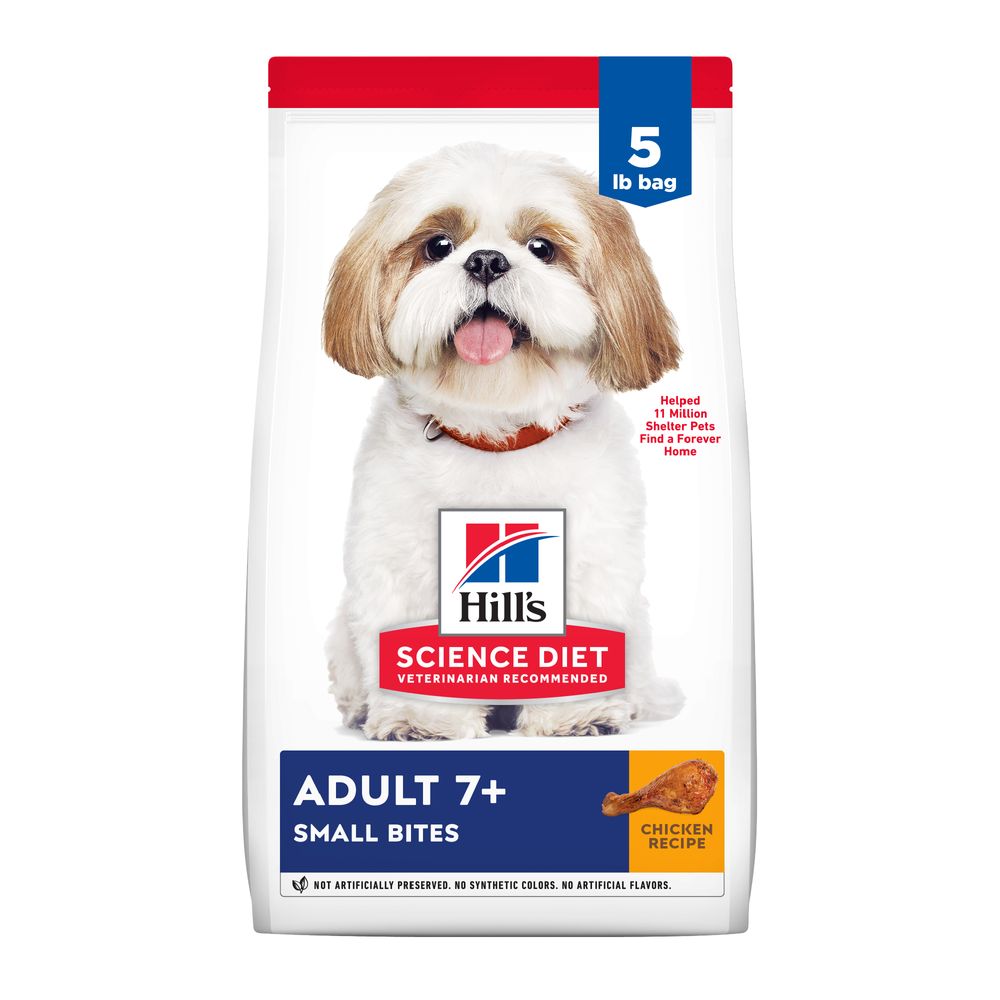 5
lb bag
Helped
11 Million
Shelter Pets
Find a Forever
Home
Hill's
SCIENCE DIET
VETERINARIAN RECOMMENDED
ADULT 7+
SMALL BITES
CHICKEN
RECIPE
NOT ARTIFICIALLY PRESERVED. NO SYNTHETIC COLORS. NO ARTIFICIAL FLAVORS.